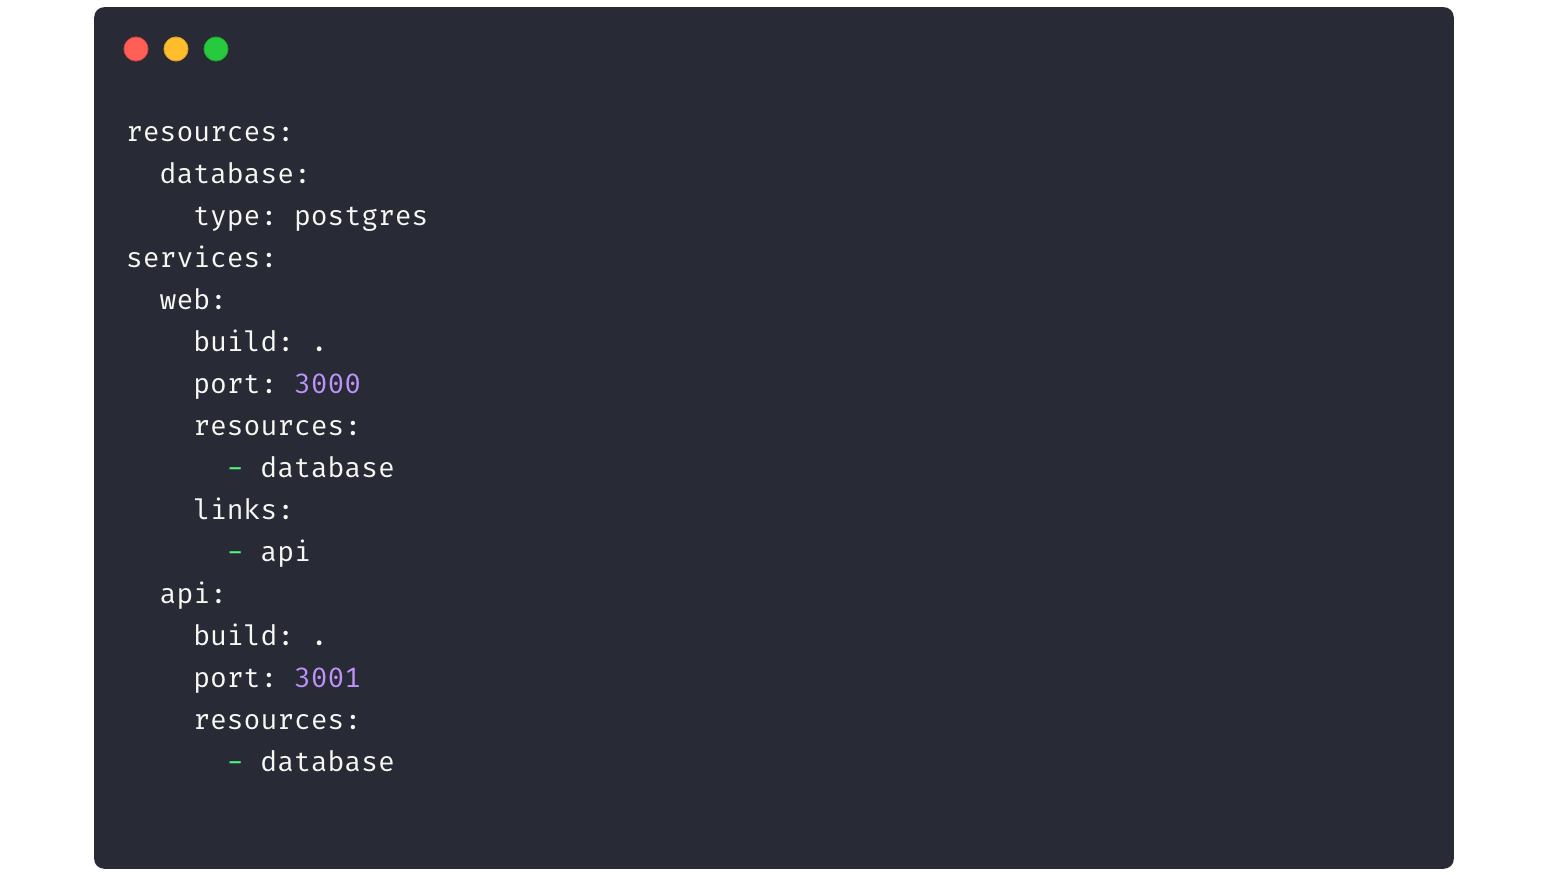 resources:
  database:
    type: postgres
services:
  web:
    build: .
    port: 3000
    resources:
      - database
    links:
      - api
  api:
    build: .
    port: 3001
    resources:
      - database